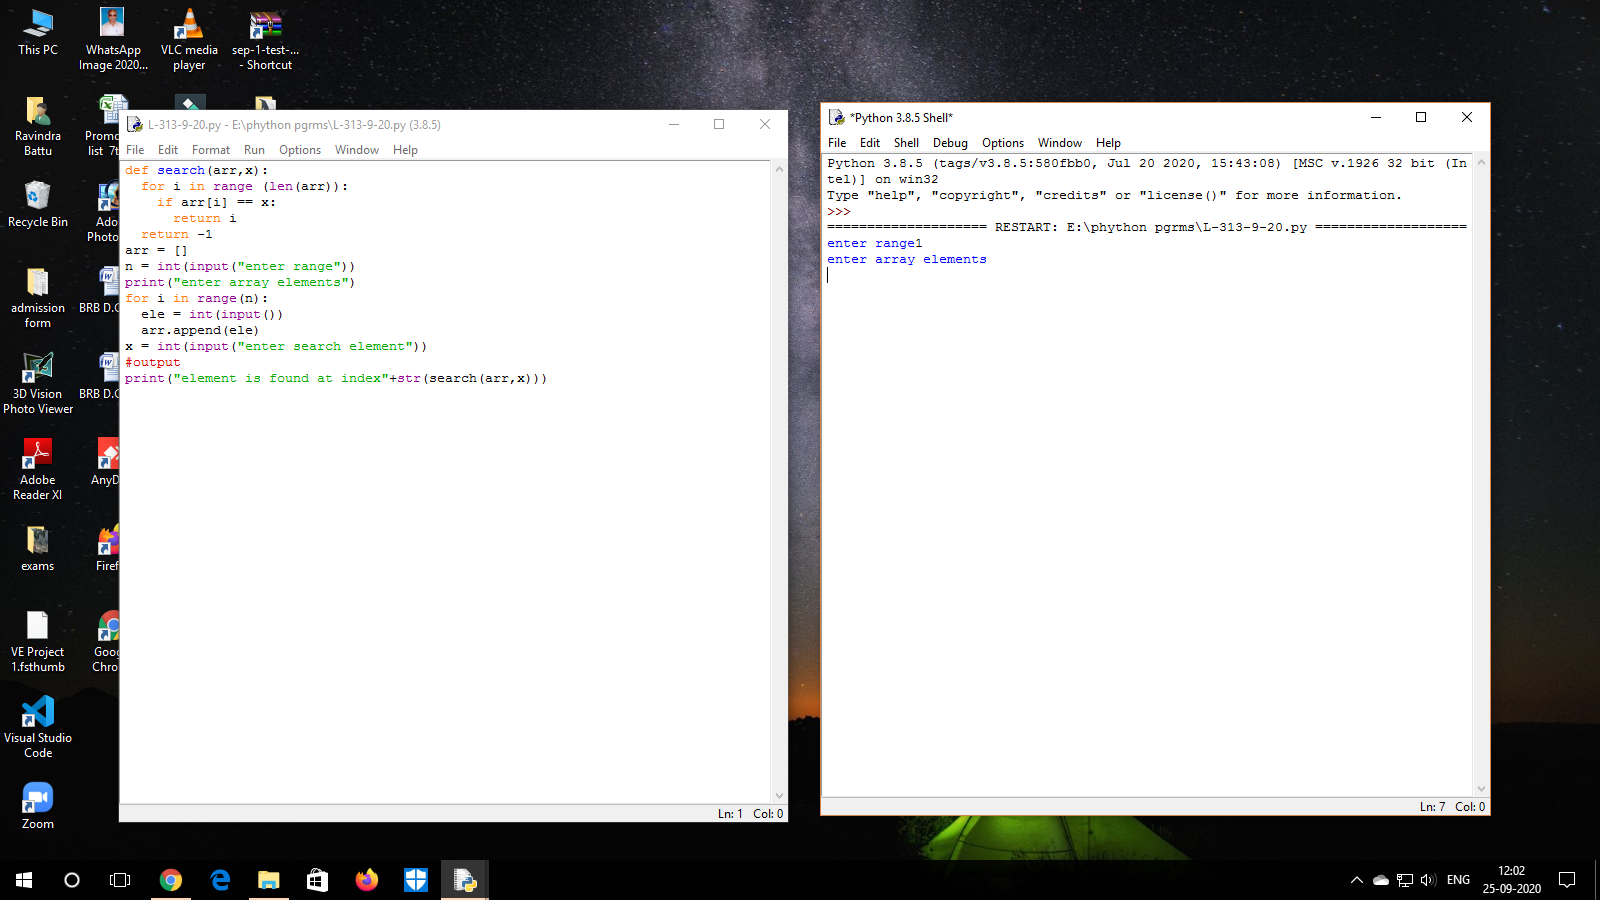 This PC
WhatsApp
Image 2020...
VLC media
player
sep-1-test-...
- Shortcut
Ravindra
Battu
Promo
list 7t
Recycle Bin
Ado
Photo
admission
form
BRB D.C
3D Vision
Photo Viewer
BRB D.C
Adobe
Reader XI
AnyD
exams
Firef
VE Project
1.fsthumb
Goog
Chro
Visual Studio
Code
Zoom
L-313-9-20.py - E:\phython pgrms\L-313-9-20.py (3.8.5)
File Edit Format Run Options Window Help
def search(arr,x):
  for i in range (len(arr)):
    if arr[i] == x:
      return i
  return -1
arr = []
n = int(input("enter range"))
print("enter array elements")
for i in range(n):
  ele = int(input())
  arr.append(ele)
x = int(input("enter search element"))
#output
print("element is found at index"+str(search(arr,x)))
Ln: 1 Col: 0
*Python 3.8.5 Shell*
File Edit Shell Debug Options Window Help
Python 3.8.5 (tags/v3.8.5:580fbb0, Jul 20 2020, 15:43:08) [MSC v.1926 32 bit (In
tel)] on win32
Type "help", "copyright", "credits" or "license()" for more information.
>>>
==================== RESTART: E:\phython pgrms\L-313-9-20.py ===================
enter range1
enter array elements
Ln: 7 Col: 0
ENG
12:02
25-09-2020